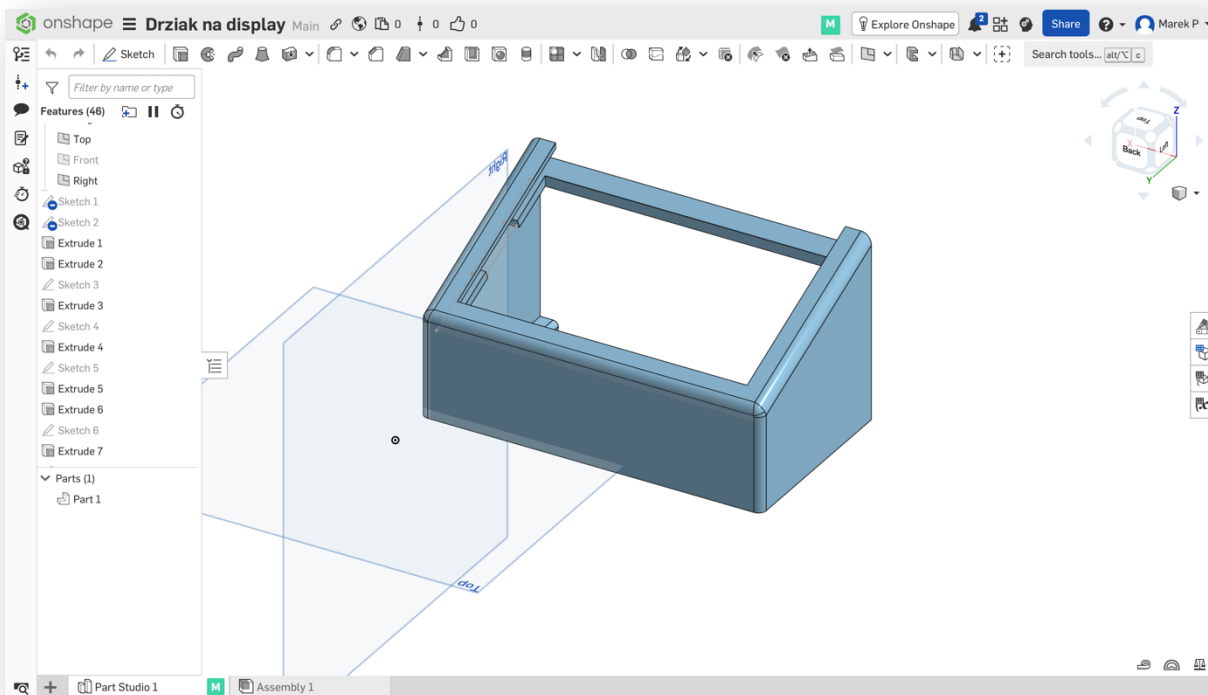 onshape Drziak na display Main 0 0 0 M Explore Onshape 2 Share Marek P
Sketch Search tools... alt/⌥ c
Filter by name or type
Features (46)
Top
Front
Right
Sketch 1
Sketch 2
Extrude 1
Extrude 2
Sketch 3
Extrude 3
Sketch 4
Extrude 4
Sketch 5
Extrude 5
Extrude 6
Sketch 6
Extrude 7
Parts (1)
Part 1
Right
Top
Top
Back
Left
X
Y
Z
Part Studio 1 M Assembly 1